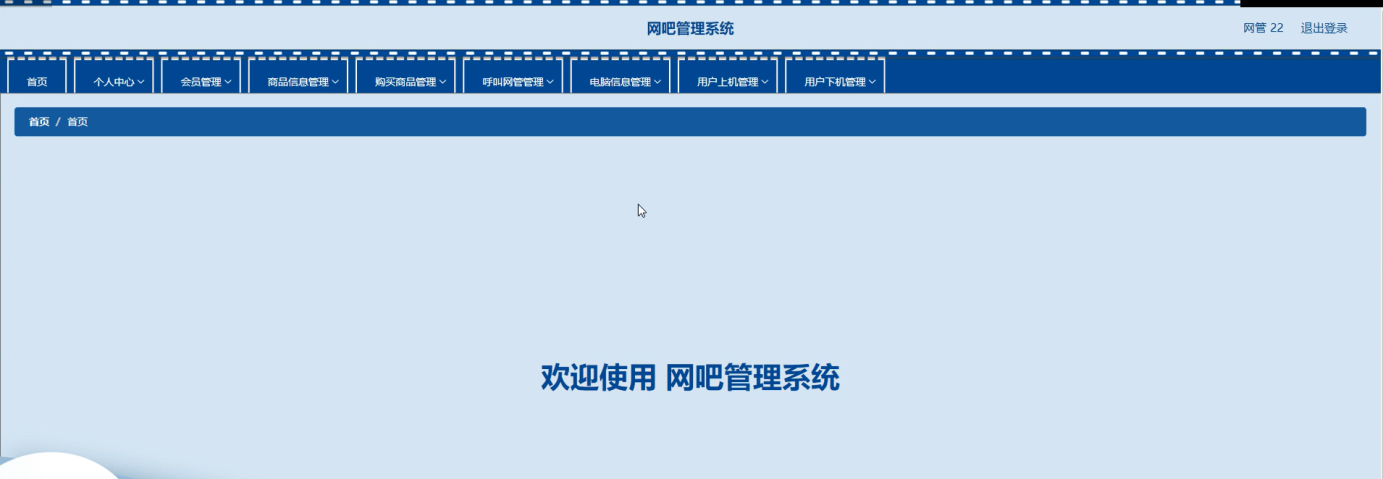 网吧管理系统
网管 22 退出登录
首页 个人中心 会员管理 商品信息管理 购买商品管理 呼叫网管管理 电脑信息管理 用户上机管理 用户下机管理
首页 / 首页
欢迎使用 网吧管理系统